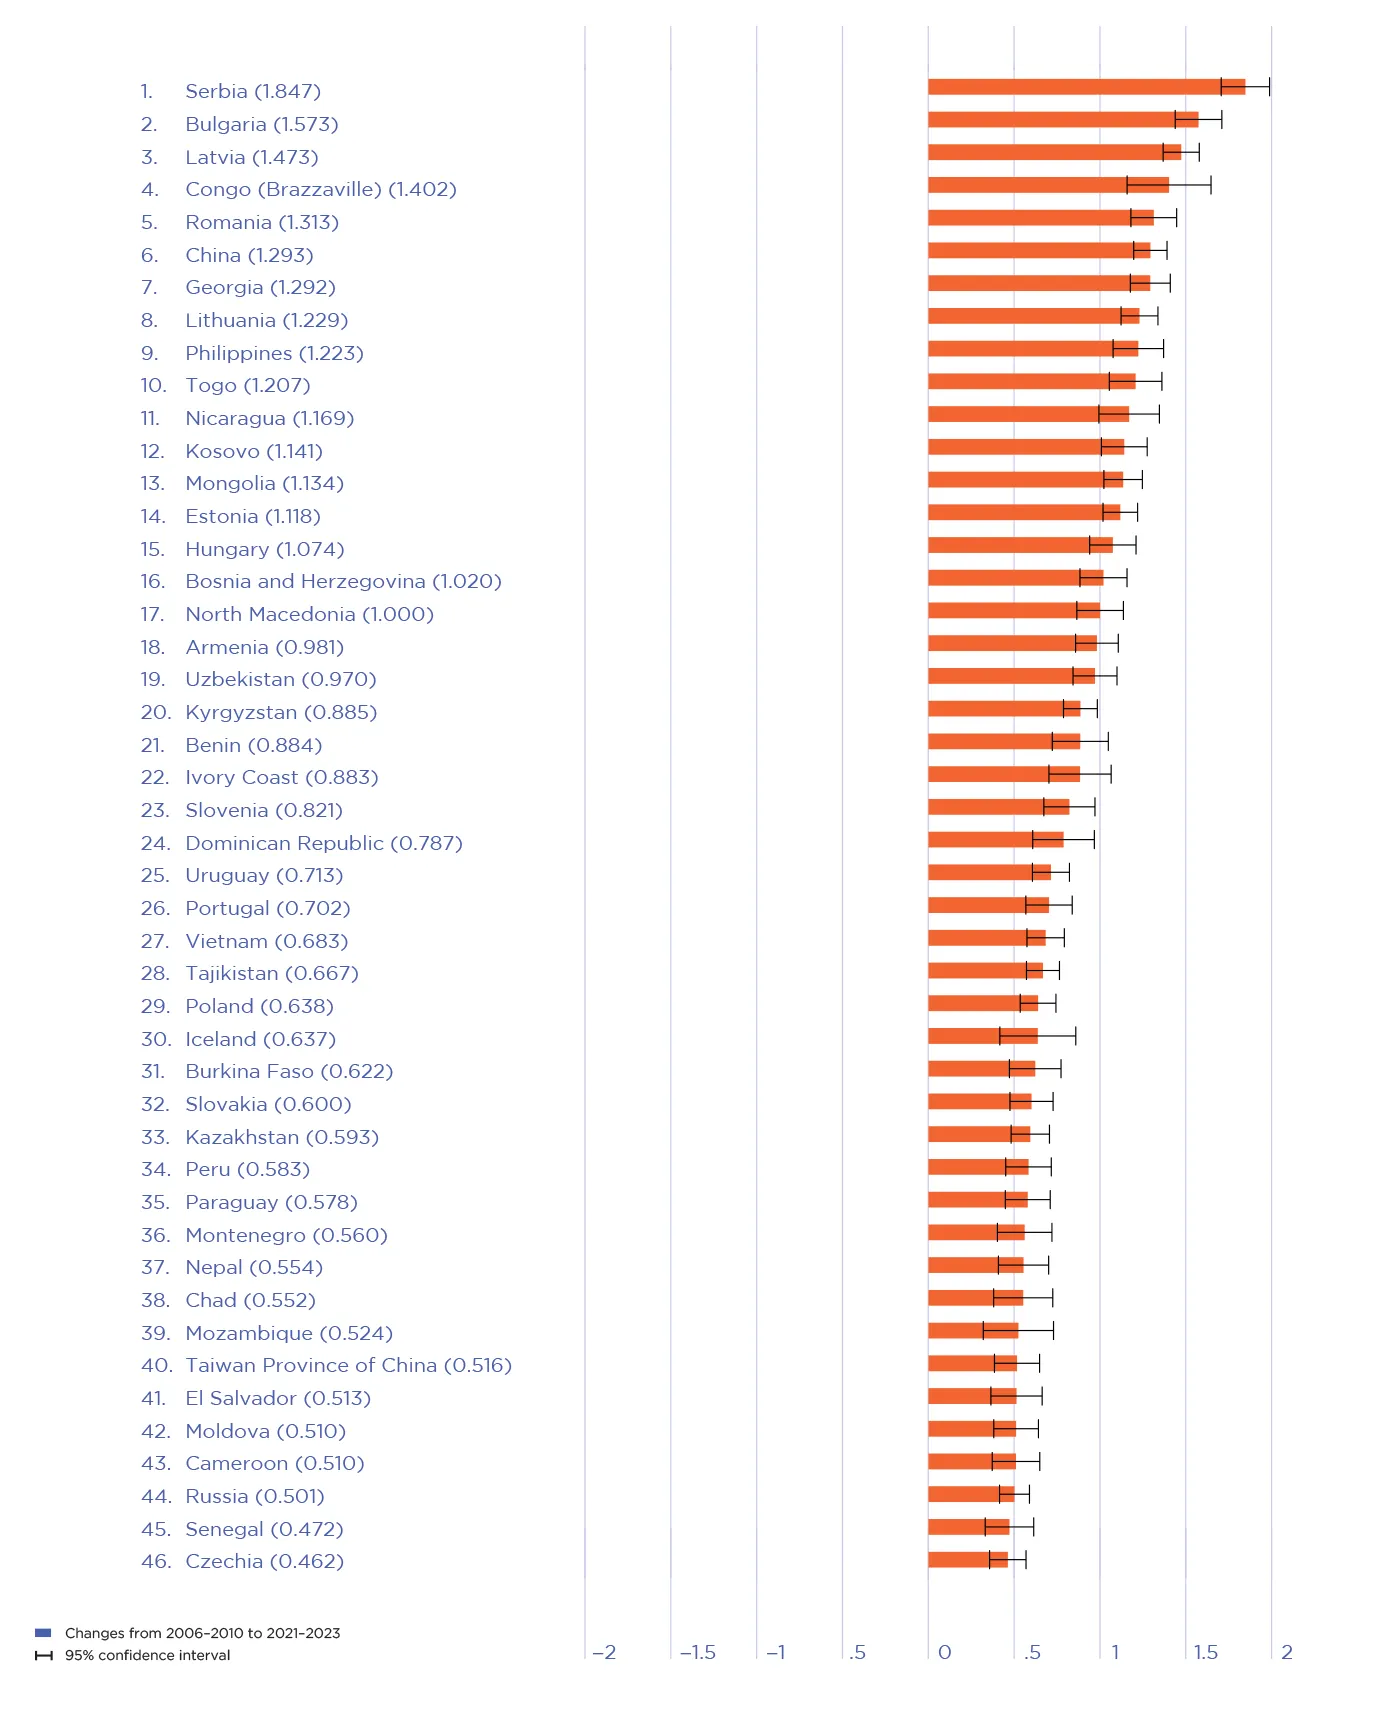 1. Serbia (1.847)
2. Bulgaria (1.573)
3. Latvia (1.473)
4. Congo (Brazzaville) (1.402)
5. Romania (1.313)
6. China (1.293)
7. Georgia (1.292)
8. Lithuania (1.229)
9. Philippines (1.223)
10. Togo (1.207)
11. Nicaragua (1.169)
12. Kosovo (1.141)
13. Mongolia (1.134)
14. Estonia (1.118)
15. Hungary (1.074)
16. Bosnia and Herzegovina (1.020)
17. North Macedonia (1.000)
18. Armenia (0.981)
19. Uzbekistan (0.970)
20. Kyrgyzstan (0.885)
21. Benin (0.884)
22. Ivory Coast (0.883)
23. Slovenia (0.821)
24. Dominican Republic (0.787)
25. Uruguay (0.713)
26. Portugal (0.702)
27. Vietnam (0.683)
28. Tajikistan (0.667)
29. Poland (0.638)
30. Iceland (0.637)
31. Burkina Faso (0.622)
32. Slovakia (0.600)
33. Kazakhstan (0.593)
34. Peru (0.583)
35. Paraguay (0.578)
36. Montenegro (0.560)
37. Nepal (0.554)
38. Chad (0.552)
39. Mozambique (0.524)
40. Taiwan Province of China (0.516)
41. El Salvador (0.513)
42. Moldova (0.510)
43. Cameroon (0.510)
44. Russia (0.501)
45. Senegal (0.472)
46. Czechia (0.462)
Changes from 2006–2010 to 2021–2023
95% confidence interval
–2 –1.5 –1 .5 0 .5 1 1.5 2